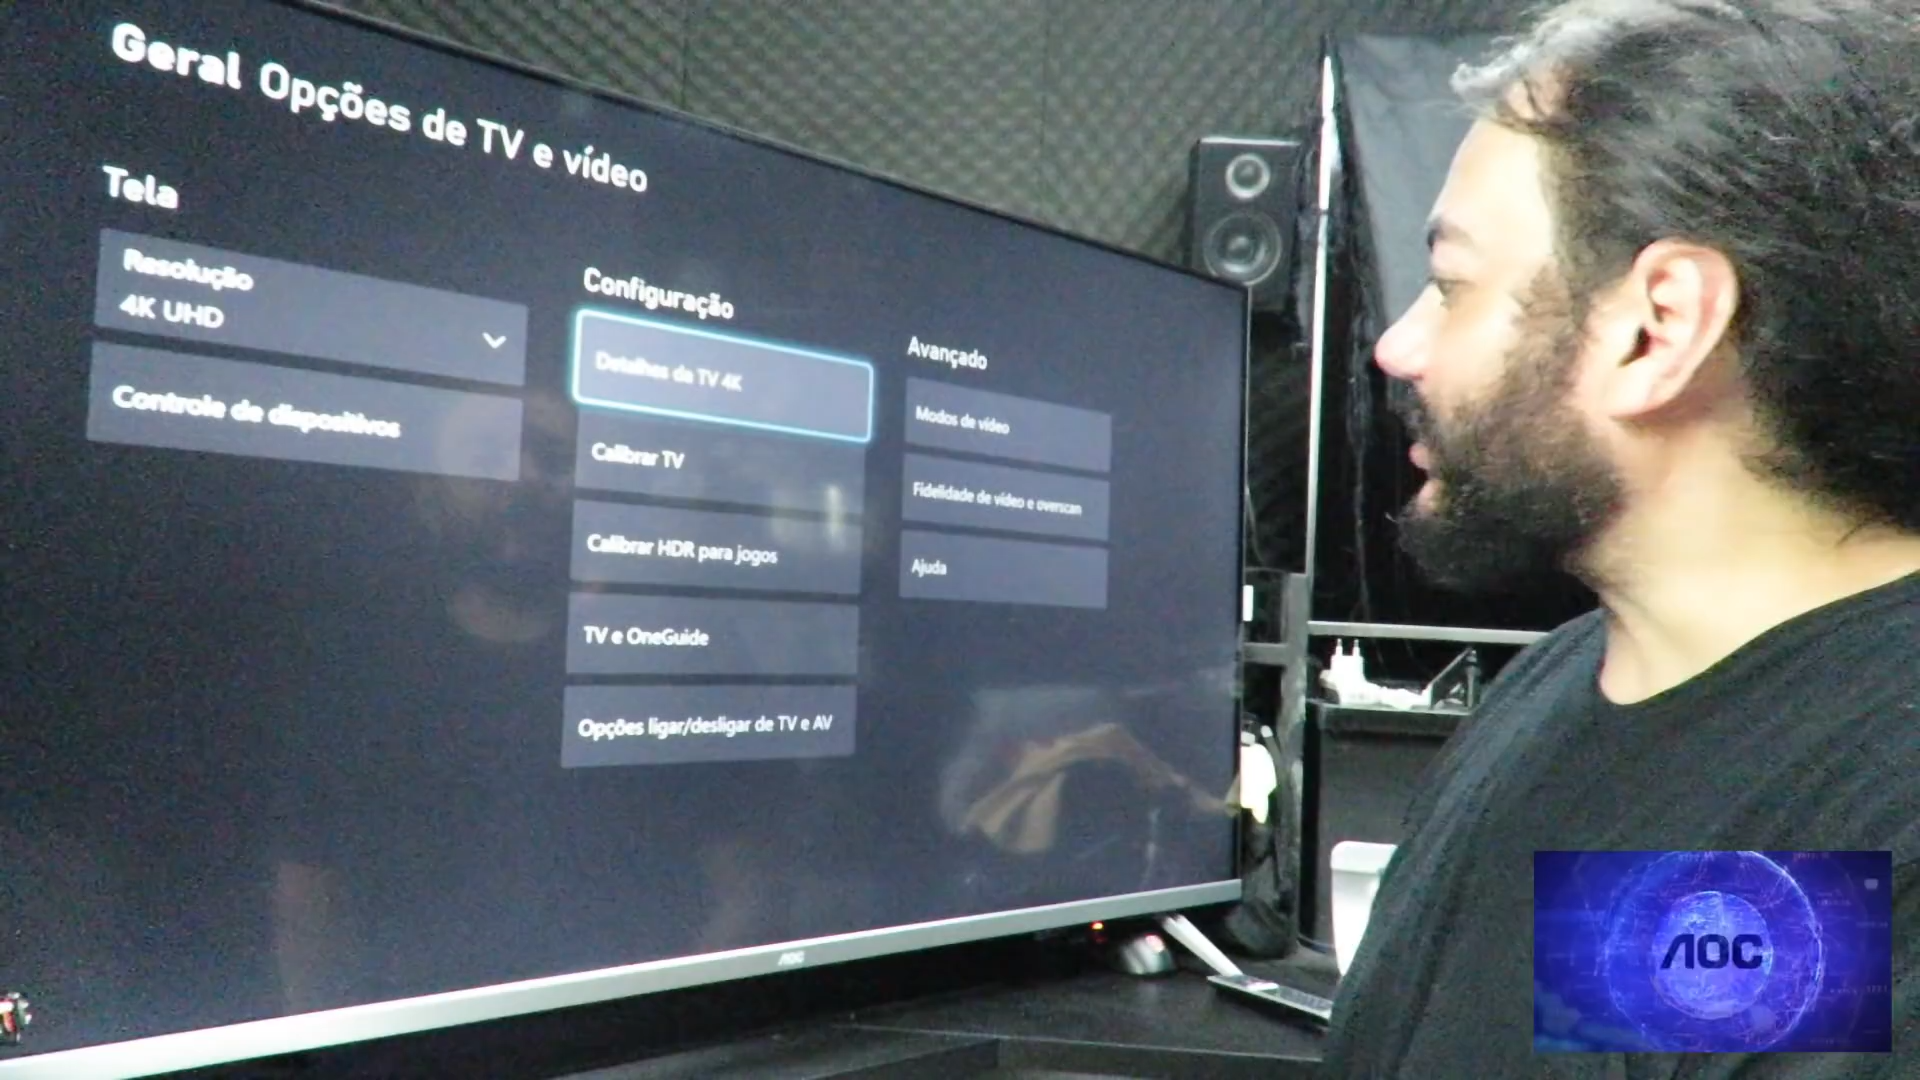 Geral Opções de TV e vídeo
Tela
Resolução
4K UHD
Controle de dispositivos
Configuração
Detalhes da TV 4K
Calibrar TV
Calibrar HDR para jogos
TV e OneGuide
Opções ligar/desligar de TV e AV
Avançado
Modos de vídeo
Fidelidade de vídeo e overscan
Ajuda
AOC
AOC